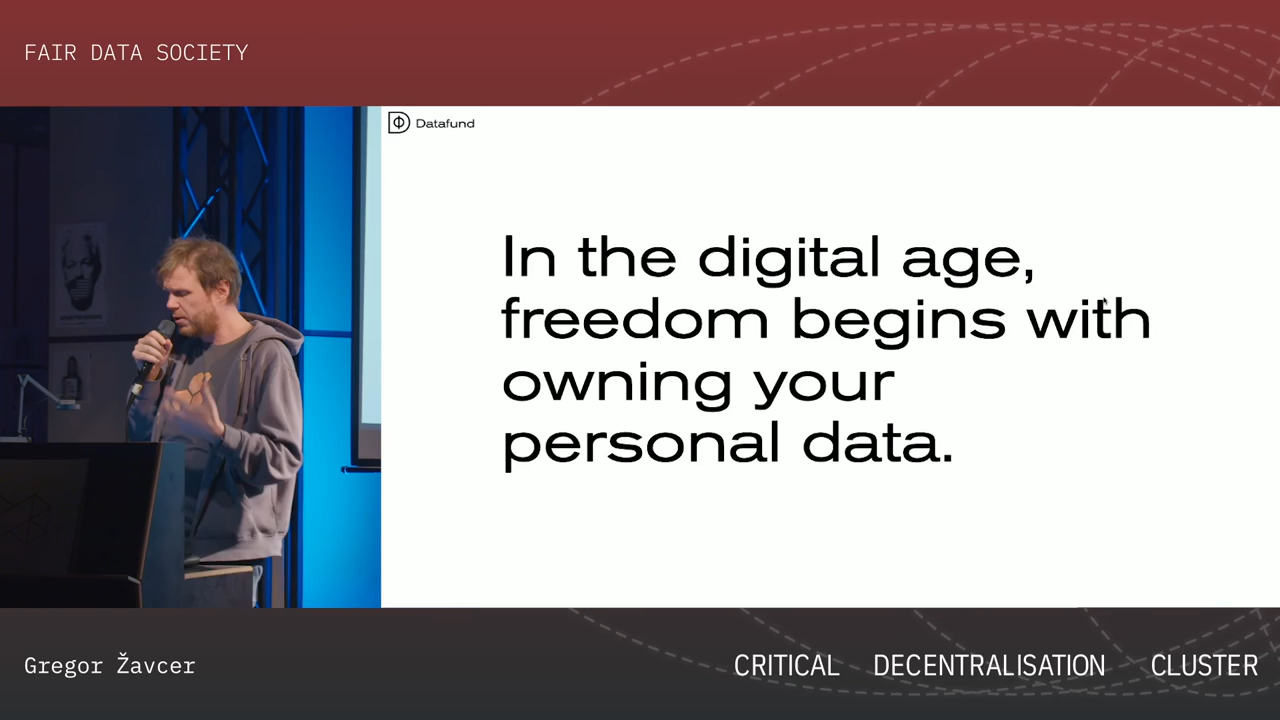 FAIR DATA SOCIETY
Datafund
In the digital age,
freedom begins with
owning your
personal data.
Gregor Žavcer
CRITICAL DECENTRALISATION CLUSTER